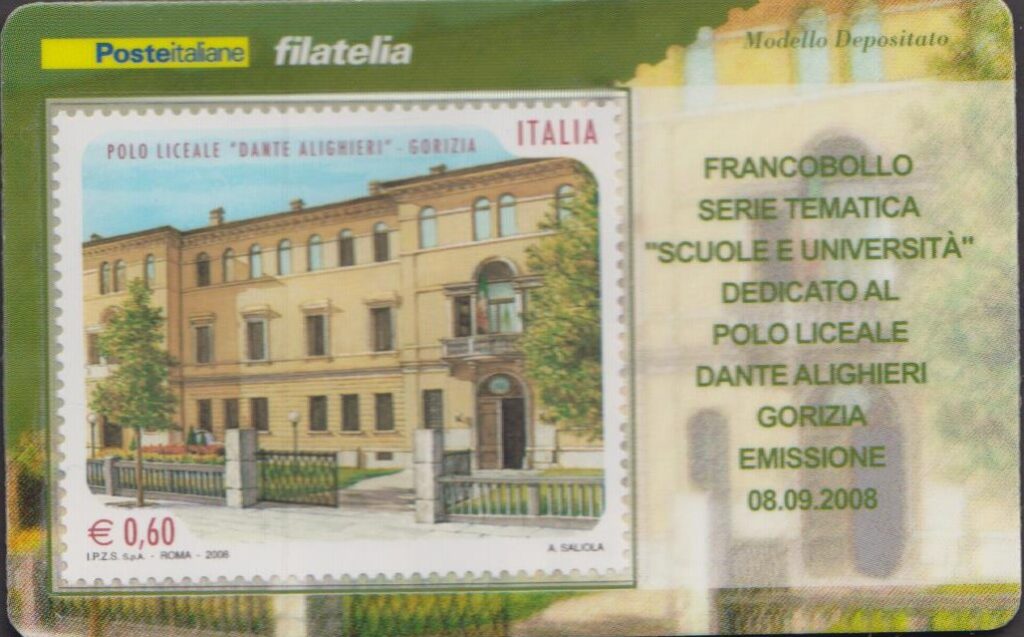 Posteitaliane filatelia
Modello Depositato
ITALIA
POLO LICEALE "DANTE ALIGHIERI" - GORIZIA
€ 0,60
I.P.Z.S. S.p.A. - ROMA - 2008
A. SALIOLA
FRANCOBOLLO
SERIE TEMATICA
"SCUOLE E UNIVERSITÀ"
DEDICATO AL
POLO LICEALE
DANTE ALIGHIERI
GORIZIA
EMISSIONE
08.09.2008